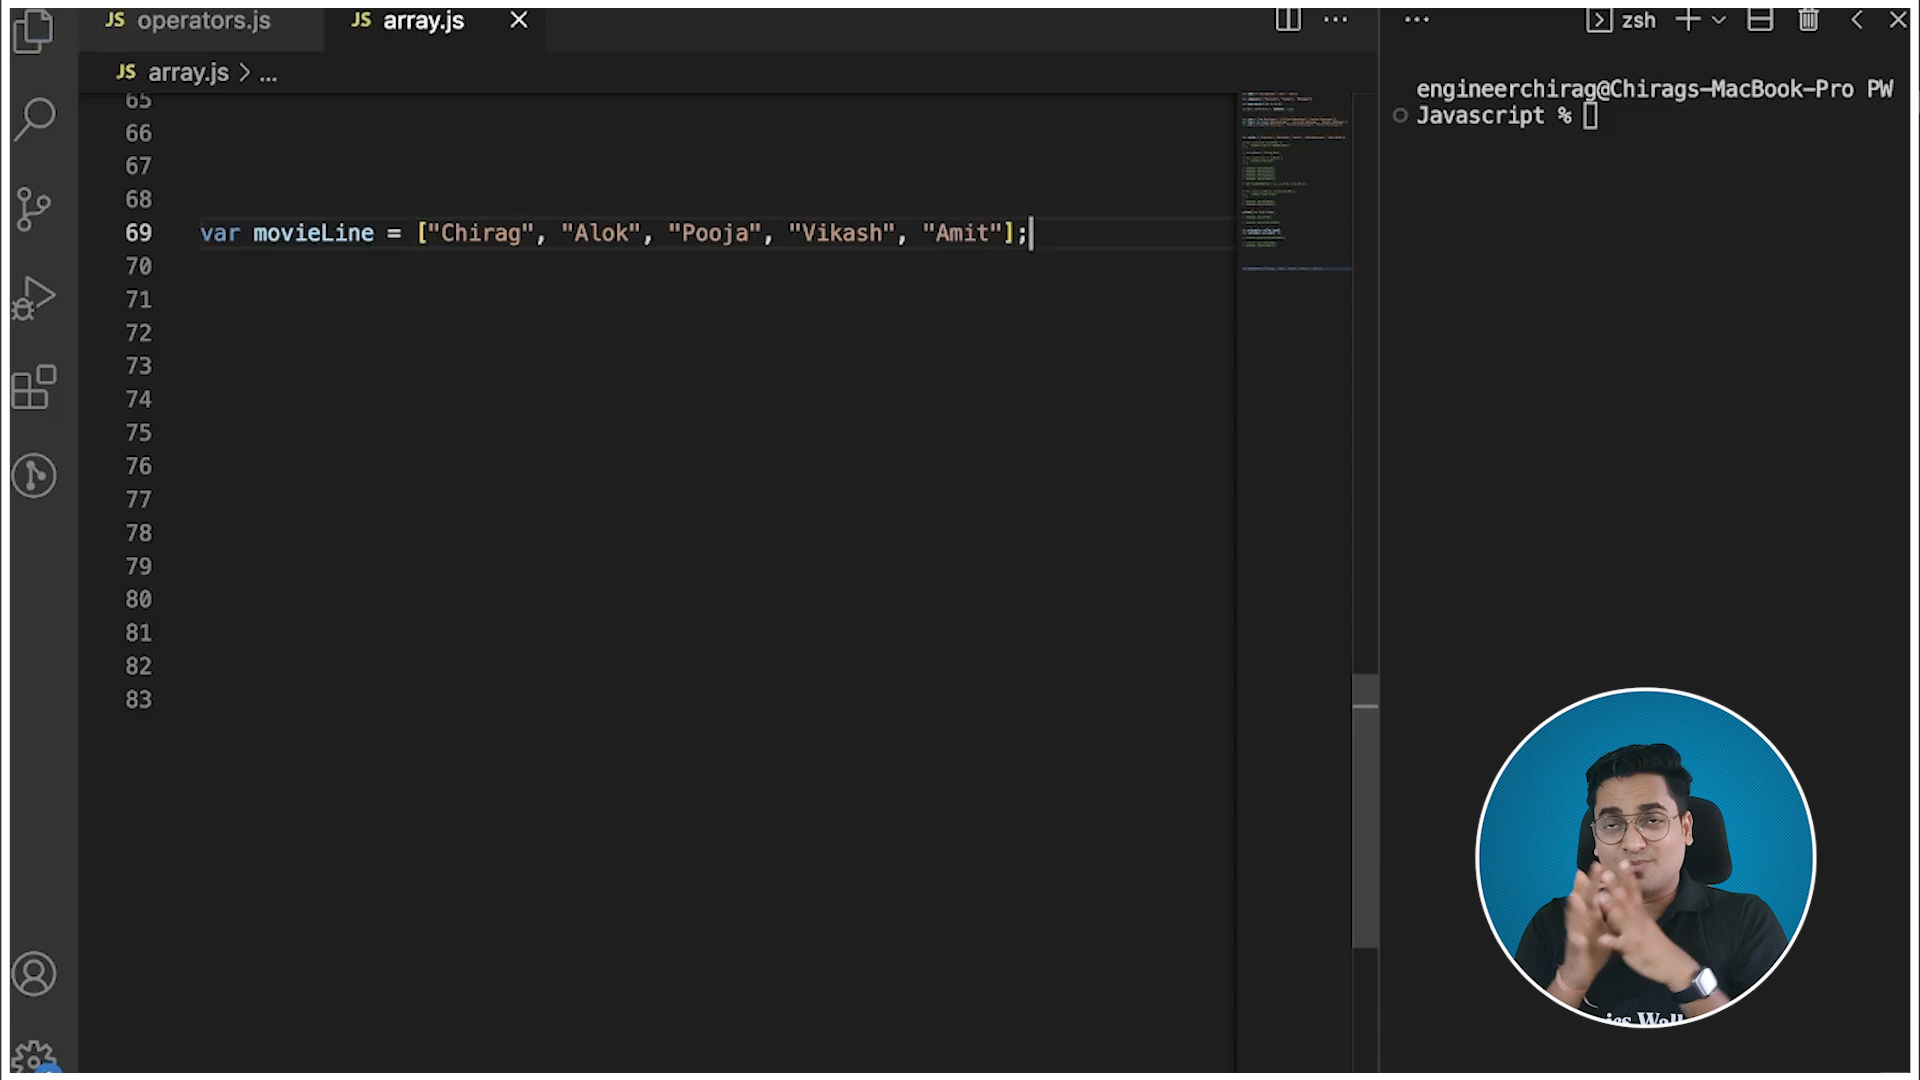 JS operators.js
JS array.js
zsh
JS array.js > ...
65
66
67
68
69 var movieLine = ["Chirag", "Alok", "Pooja", "Vikash", "Amit"];
70
71
72
73
74
75
76
77
78
79
80
81
82
83
engineerchirag@Chirags-MacBook-Pro PW
Javascript %